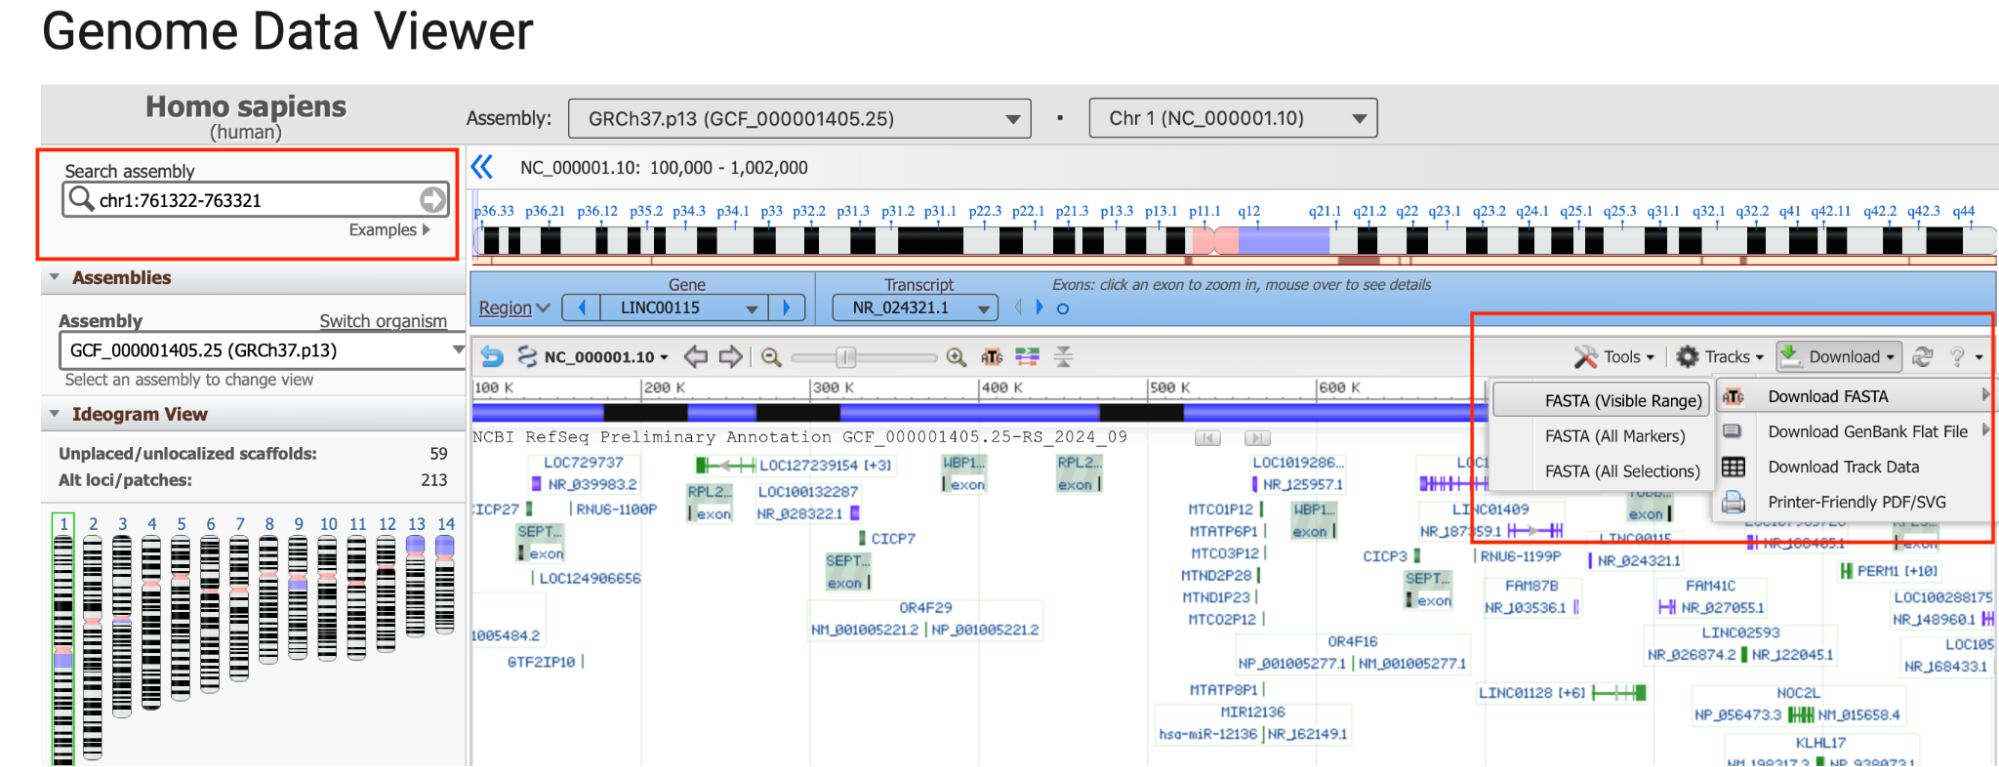 Genome Data Viewer
Homo sapiens
(human)
Assembly: GRCh37.p13 (GCF_000001405.25) Chr 1 (NC_000001.10)
Search assembly
chr1:761322-763321
Examples
NC_000001.10: 100,000 - 1,002,000
p36.33 p36.21 p36.12 p35.2 p34.3 p34.1 p33 p32.2 p31.3 p31.2 p31.1 p22.3 p22.1 p21.3 p13.3 p13.1 p11.1 q12 q21.1 q21.2 q22 q23.1 q23.2 q24.1 q25.1 q25.3 q31.1 q32.1 q32.2 q41 q42.11 q42.2 q42.3 q44
Assemblies
Assembly Switch organism
GCF_000001405.25 (GRCh37.p13)
Select an assembly to change view
Ideogram View
Unplaced/unlocalized scaffolds: 59
Alt loci/patches: 213
1 2 3 4 5 6 7 8 9 10 11 12 13 14
Gene Transcript Exons: click an exon to zoom in, mouse over to see details
Region LINC00115 NR_024321.1
NC_000001.10 Tools Tracks Download ?
100 K 200 K 300 K 400 K 500 K 600 K
FASTA (Visible Range) Download FASTA
FASTA (All Markers) Download GenBank Flat File
FASTA (All Selections) Download Track Data
Printer-Friendly PDF/SVG
NCBI RefSeq Preliminary Annotation GCF_000001405.25-RS_2024_09
LOC729737 LOC127239154 [+3] WBP1... RPL2... LOC1019286...
NR_039983.2 exon exon NR_125957.1
RPL2... LOC100132287
CICP27 RNU6-1100P exon NR_028322.1 MTCO1P12 WBP1... LINC01409 exon
SEPT... MTATP6P1 exon NR_187359.1
exon CICP7 MTCO3P12 CICP3 RNU6-1199P LINC00115
LOC124906656 SEPT... MTND2P28 SEPT... NR_024321.1 PERM1 [+10]
exon MTND1P23 exon FAM87B FAM41C LOC100288175
OR4F29 MTCO2P12 NR_103536.1 NR_027055.1 NR_148960.1
NM_001005221.2 NP_001005221.2
1005484.2 OR4F16 LINC02593 LOC105
GTF2IP10 NP_001005277.1 NM_001005277.1 NR_026874.2 NR_122045.1 NR_168433.1
MTATP8P1 LINC01128 [+6] NOC2L
MIR12136 NP_056473.3 NM_015658.4
hsa-miR-12136 NR_162149.1 KLHL17